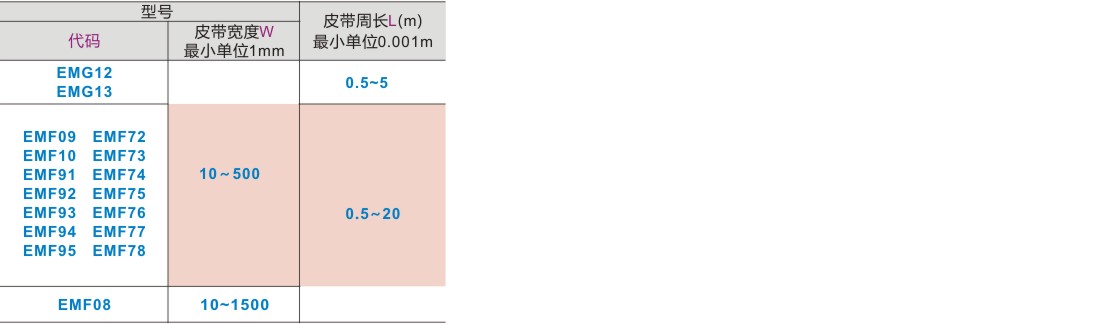 型号
代码
皮带宽度W
最小单位1mm
皮带周长L(m)
最小单位0.001m
EMG12
EMG13
0.5~5
EMF09 EMF72
EMF10 EMF73
EMF91 EMF74
EMF92 EMF75
EMF93 EMF76
EMF94 EMF77
EMF95 EMF78
10~500
0.5~20
EMF08
10~1500